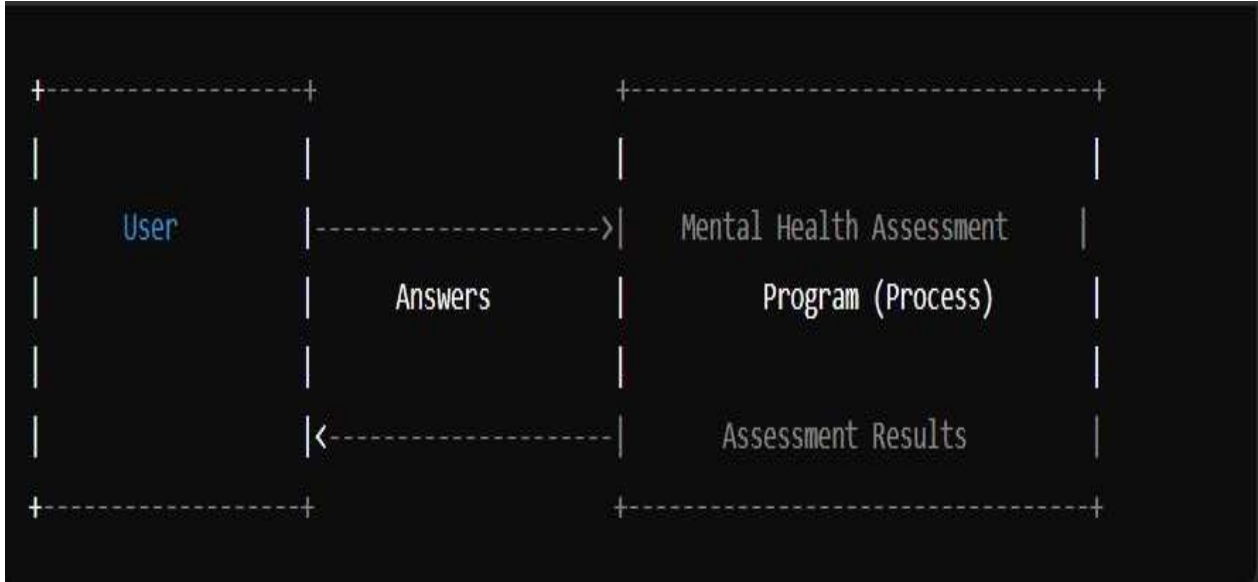 User
Mental Health Assessment
Answers
Program (Process)
Assessment Results